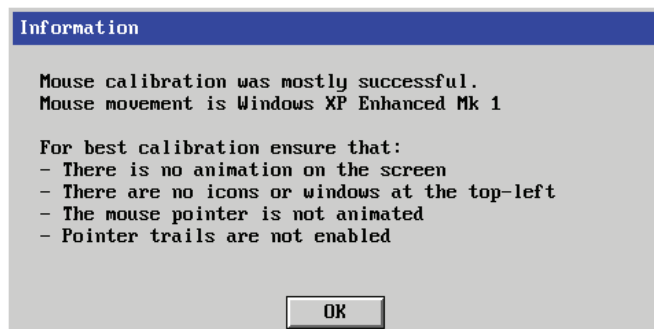 Information
Mouse calibration was mostly successful.
Mouse movement is Windows XP Enhanced Mk 1
For best calibration ensure that:
- There is no animation on the screen
- There are no icons or windows at the top-left
- The mouse pointer is not animated
- Pointer trails are not enabled
OK